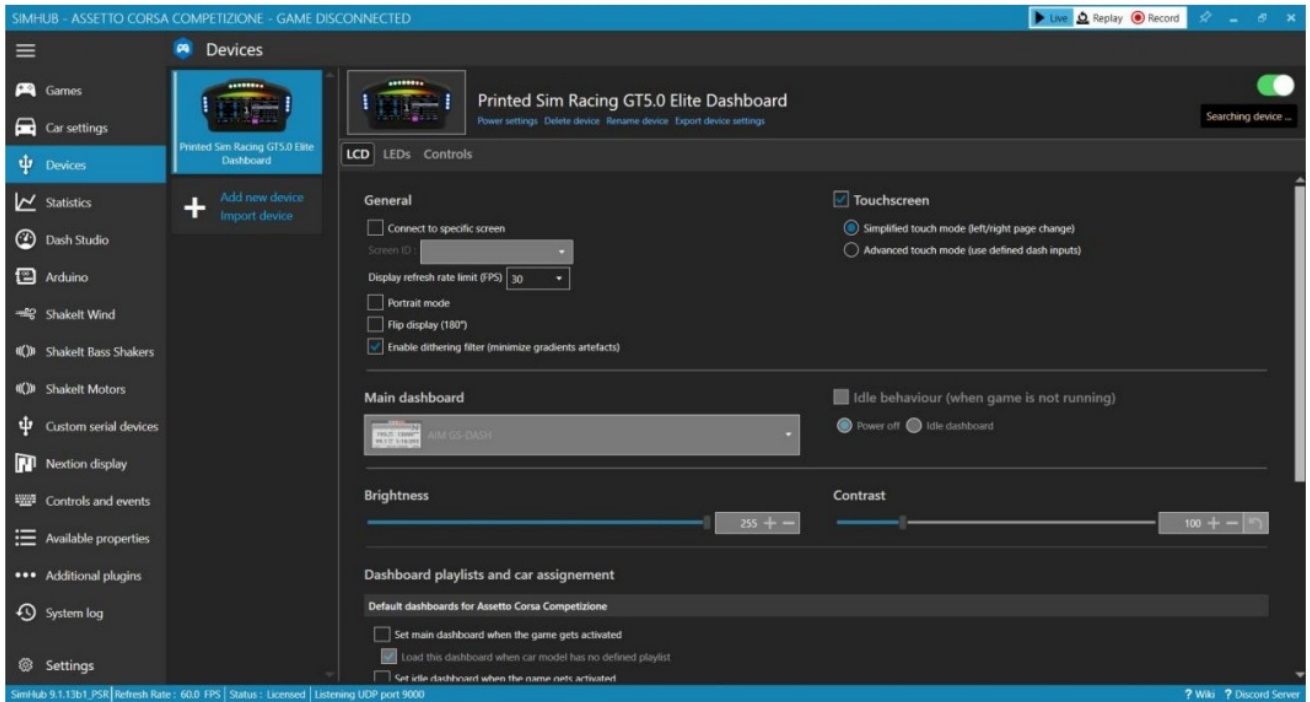 SIMHUB - ASSETTO CORSA COMPETIZIONE - GAME DISCONNECTED
Live Replay Record
Devices
Games
Car settings
Devices
Statistics
Dash Studio
Arduino
ShakeIt Wind
ShakeIt Bass Shakers
ShakeIt Motors
Custom serial devices
Nextion display
Controls and events
Available properties
Additional plugins
System log
Settings
Printed Sim Racing GT5.0 Elite
Dashboard
Add new device
Import device
Printed Sim Racing GT5.0 Elite Dashboard
Power settings Delete device Rename device Export device settings
Searching device ...
LCD LEDs Controls
General
Connect to specific screen
Screen ID :
Display refresh rate limit (FPS) 30
Portrait mode
Flip display (180°)
Enable dithering filter (minimize gradients artefacts)
Touchscreen
Simplified touch mode (left/right page change)
Advanced touch mode (use defined dash inputs)
Main dashboard
AIM GS-DASH
Idle behaviour (when game is not running)
Power off Idle dashboard
Brightness
255 + −
Contrast
100 + −
Dashboard playlists and car assignement
Default dashboards for Assetto Corsa Competizione
Set main dashboard when the game gets activated
Load this dashboard when car model has no defined playlist
Set idle dashboard when the game gets activated
SimHub 9.1.13b1_PSR Refresh Rate : 60.0 FPS Status : Licensed Listening UDP port 9000
? Wiki ? Discord Server